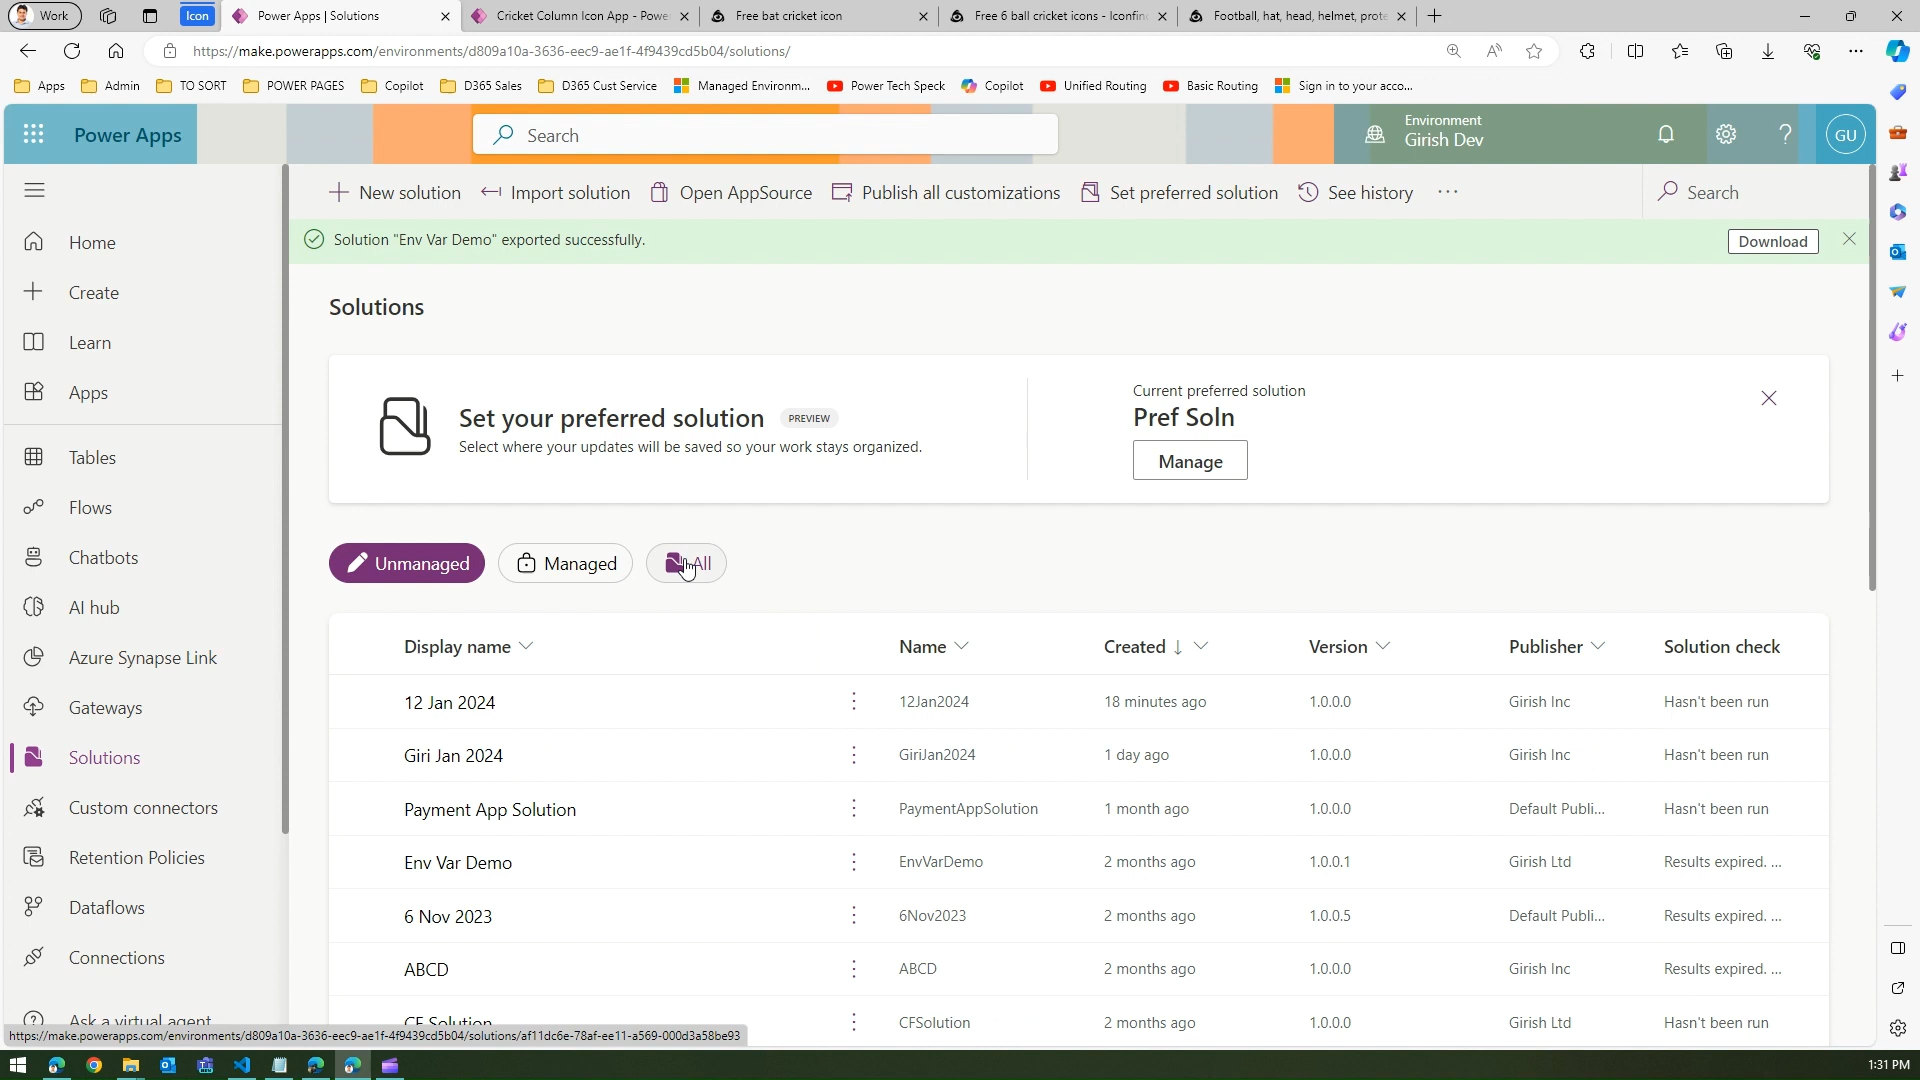 Work
Icon
Power Apps | Solutions
Cricket Column Icon App - Powe
Free bat cricket icon
Free 6 ball cricket icons - Iconfin
Football, hat, head, helmet, prote
https://make.powerapps.com/environments/d809a10a-3636-eec9-ae1f-4f9439cd5b04/solutions/
Apps
Admin
TO SORT
POWER PAGES
Copilot
D365 Sales
D365 Cust Service
Managed Environm...
Power Tech Speck
Copilot
Unified Routing
Basic Routing
Sign in to your acco...
Power Apps
Search
Environment
Girish Dev
GU
New solution
Import solution
Open AppSource
Publish all customizations
Set preferred solution
See history
Search
Solution "Env Var Demo" exported successfully.
Download
Home
Create
Learn
Apps
Tables
Flows
Chatbots
AI hub
Azure Synapse Link
Gateways
Solutions
Custom connectors
Retention Policies
Dataflows
Connections
Ask a virtual agent
Solutions
Set your preferred solution PREVIEW
Select where your updates will be saved so your work stays organized.
Current preferred solution
Pref Soln
Manage
Unmanaged
Managed
All
Display name Name Created Version Publisher Solution check
12 Jan 2024 12Jan2024 18 minutes ago 1.0.0.0 Girish Inc Hasn't been run
Giri Jan 2024 GiriJan2024 1 day ago 1.0.0.0 Girish Inc Hasn't been run
Payment App Solution PaymentAppSolution 1 month ago 1.0.0.0 Default Publi... Hasn't been run
Env Var Demo EnvVarDemo 2 months ago 1.0.0.1 Girish Ltd Results expired. ...
6 Nov 2023 6Nov2023 2 months ago 1.0.0.5 Default Publi... Results expired. ...
ABCD ABCD 2 months ago 1.0.0.0 Girish Inc Results expired. ...
CF Solution CFSolution 2 months ago 1.0.0.0 Girish Ltd Hasn't been run
https://make.powerapps.com/environments/d809a10a-3636-eec9-ae1f-4f9439cd5b04/solutions/af11dc6e-78af-ee11-a569-000d3a58be93
1:31 PM